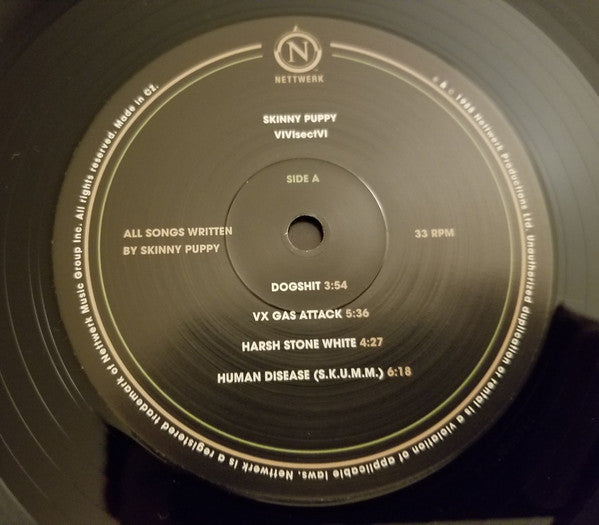 N
NETTWERK
SKINNY PUPPY
VIVIsectVI
SIDE A
ALL SONGS WRITTEN
BY SKINNY PUPPY
33 RPM
DOGSHIT 3:54
VX GAS ATTACK 5:36
HARSH STONE WHITE 4:27
HUMAN DISEASE (S.K.U.M.M.) 6:18
℗ & © 1988 Nettwerk Productions Ltd. Unauthorized duplication or rental is a violation of applicable laws. Nettwerk is a registered trademark of Nettwerk Music Group Inc. All rights reserved. Made in CZ.